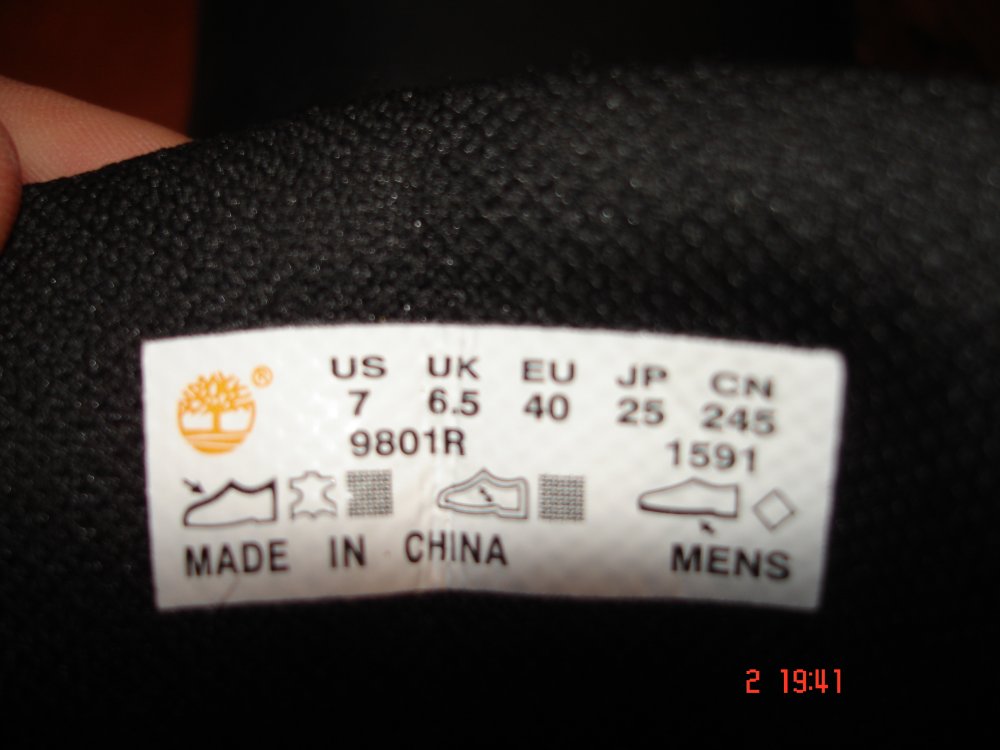 US UK EU JP CN
7 6.5 40 25 245
9801R 1591
MADE IN CHINA MENS
2 19:41